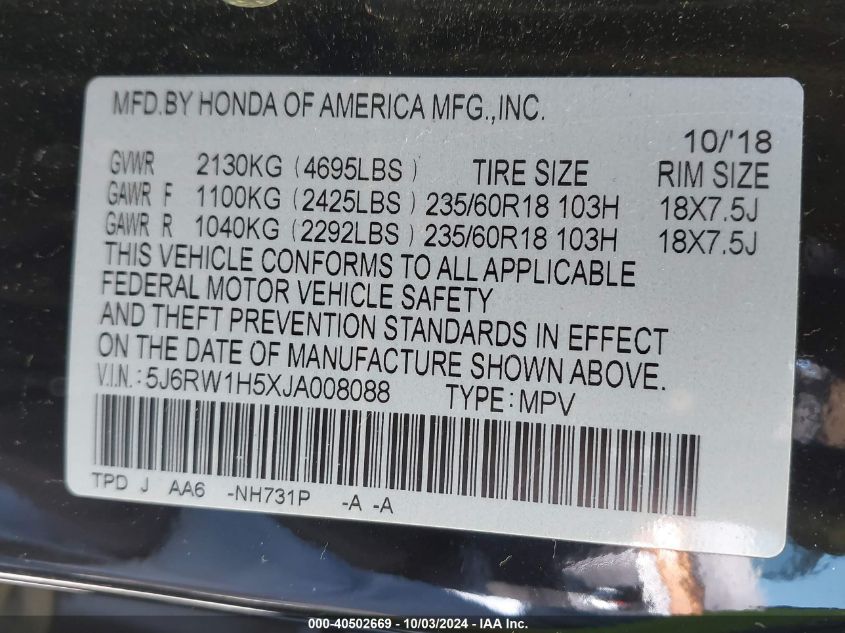 MFD.BY HONDA OF AMERICA MFG.,INC.
10/'18
GVWR 2130KG (4695LBS) TIRE SIZE RIM SIZE
GAWR F 1100KG (2425LBS) 235/60R18 103H 18X7.5J
GAWR R 1040KG (2292LBS) 235/60R18 103H 18X7.5J
THIS VEHICLE CONFORMS TO ALL APPLICABLE
FEDERAL MOTOR VEHICLE SAFETY
AND THEFT PREVENTION STANDARDS IN EFFECT
ON THE DATE OF MANUFACTURE SHOWN ABOVE.
V.I.N.:5J6RW1H5XJA008088 TYPE:MPV
TPD J AA6 -NH731P -A -A
000-40502669 - 10/03/2024 - IAA Inc.